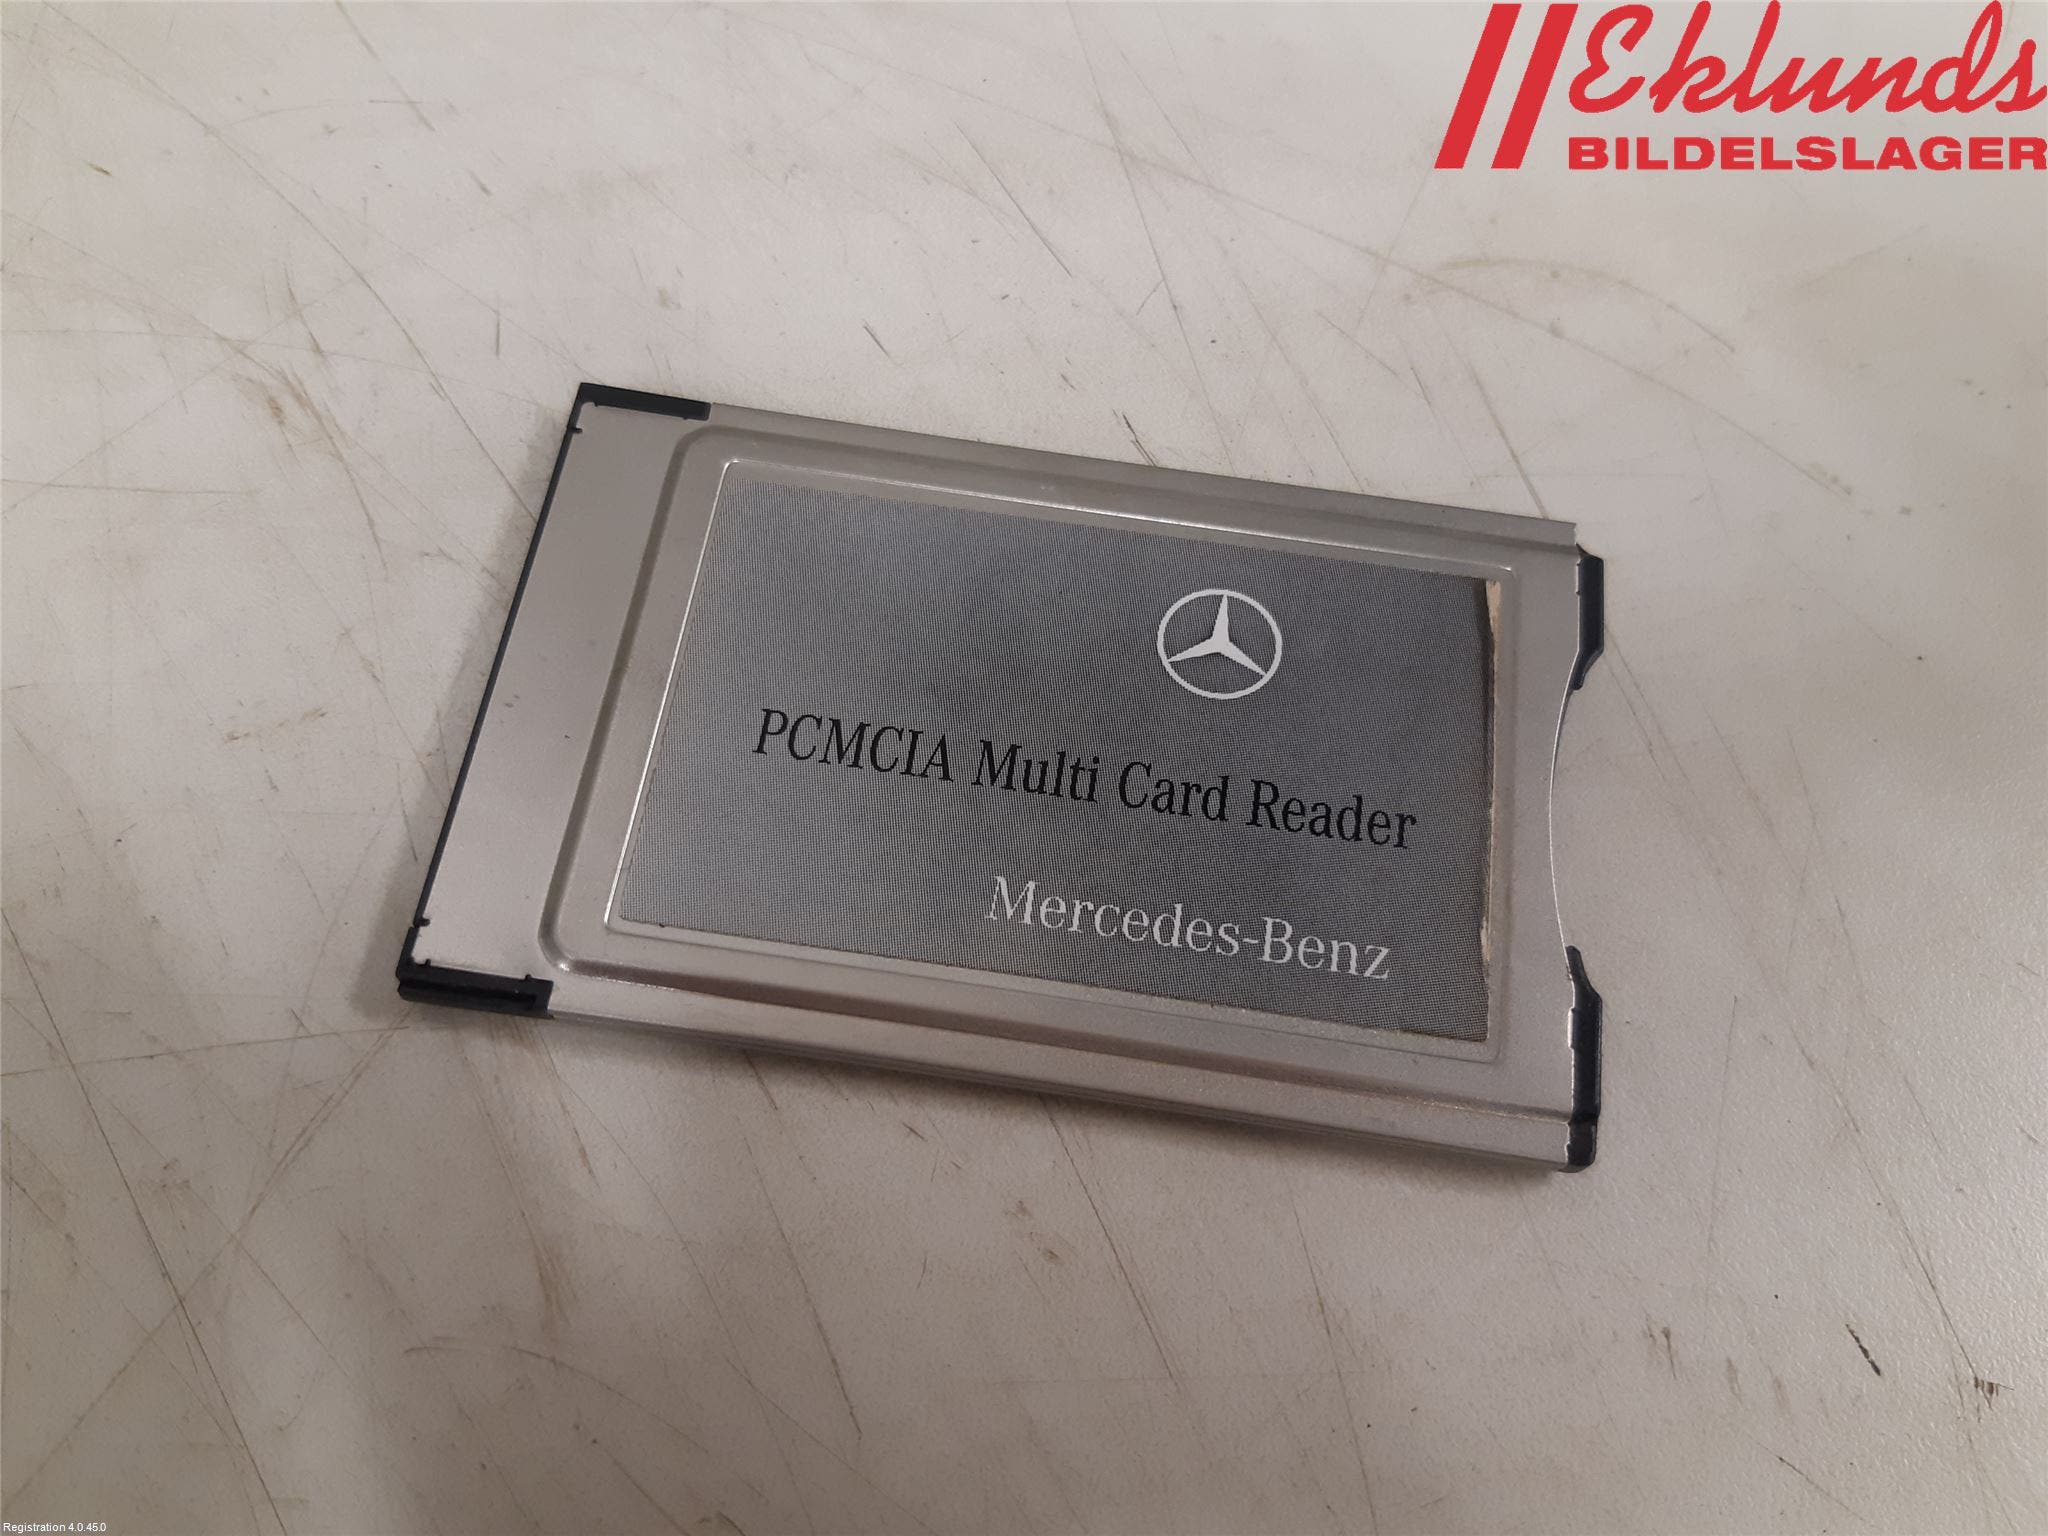 Eklunds
BILDELSLAGER
PCMCIA Multi Card Reader
Mercedes-Benz
Registration 4.0.45.0